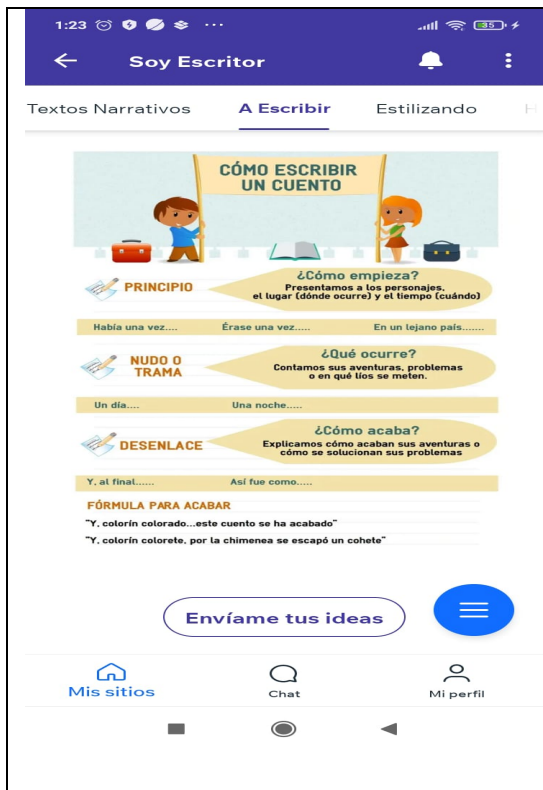 1:23 ...
85
Soy Escritor
Textos Narrativos A Escribir Estilizando H
CÓMO ESCRIBIR
UN CUENTO
PRINCIPIO
¿Cómo empieza?
Presentamos a los personajes,
el lugar (dónde ocurre) y el tiempo (cuándo)
Había una vez.... Érase una vez..... En un lejano país.......
NUDO O
TRAMA
¿Qué ocurre?
Contamos sus aventuras, problemas
o en qué líos se meten.
Un día.... Una noche.....
DESENLACE
¿Cómo acaba?
Explicamos cómo acaban sus aventuras o
cómo se solucionan sus problemas
Y, al final...... Así fue como.....
FÓRMULA PARA ACABAR
"Y, colorín colorado...este cuento se ha acabado"
"Y, colorín colorete, por la chimenea se escapó un cohete"
Envíame tus ideas
Mis sitios Chat Mi perfil